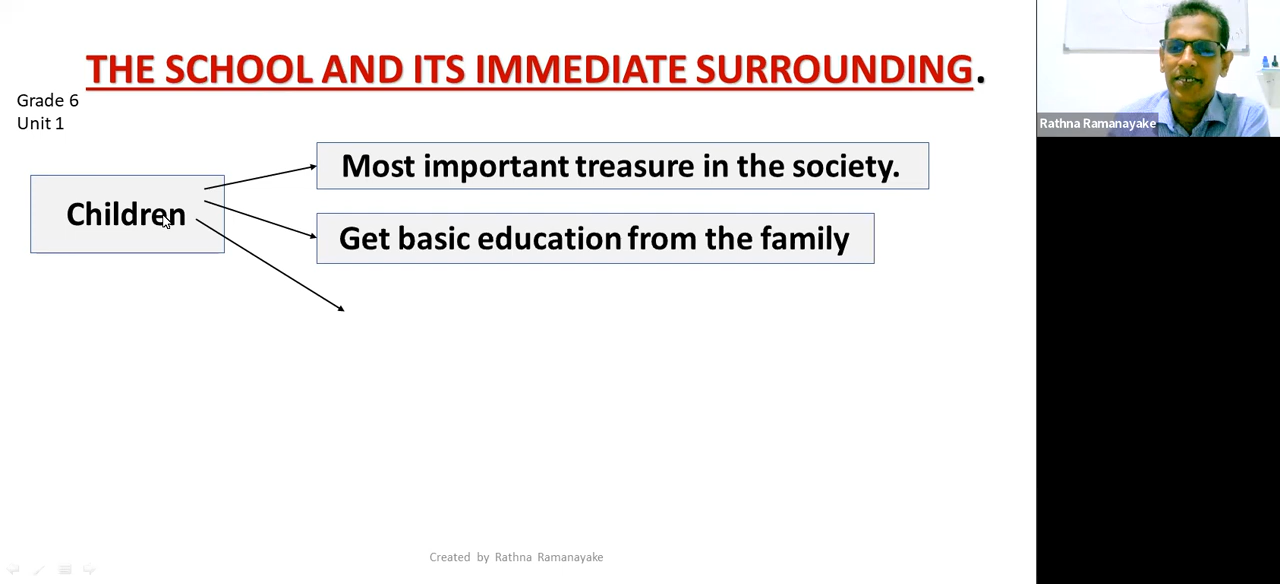 THE SCHOOL AND ITS IMMEDIATE SURROUNDING.
Grade 6
Unit 1
Children
Most important treasure in the society.
Get basic education from the family
Created by Rathna Ramanayake
Rathna Ramanayake